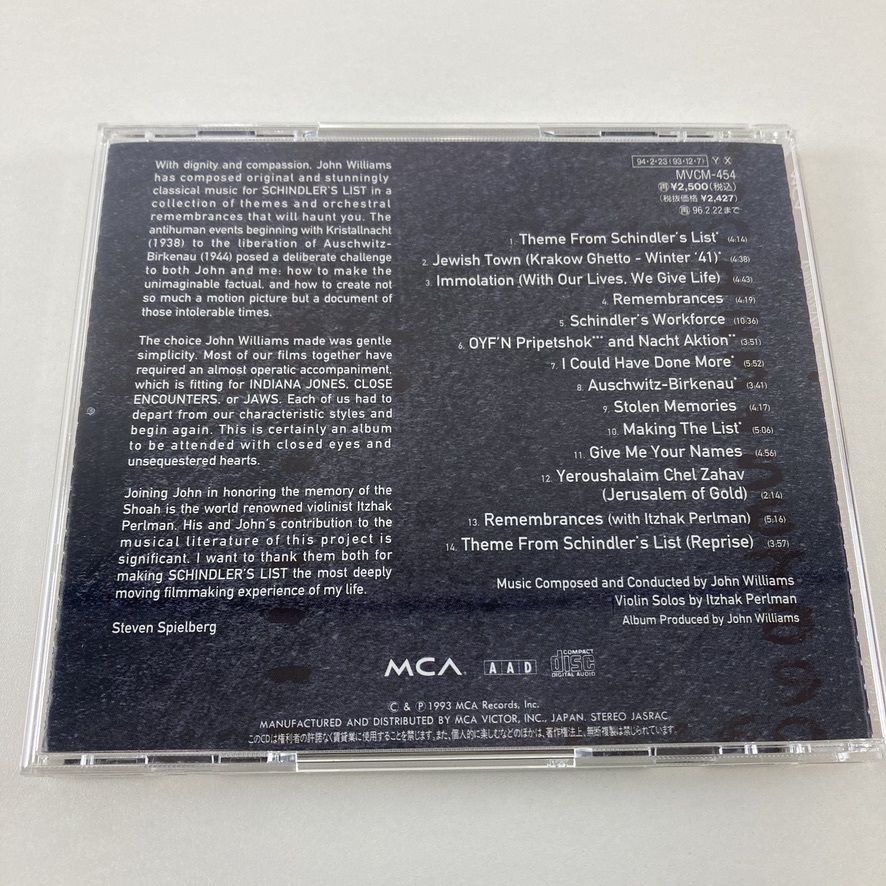 With dignity and compassion, John Williams
has composed original and stunningly
classical music for SCHINDLER'S LIST in a
collection of themes and orchestral
remembrances that will haunt you. The
antihuman events beginning with Kristallnacht
(1938) to the liberation of Auschwitz-
Birkenau (1944) posed a deliberate challenge
to both John and me: how to make the
unimaginable factual, and how to create not
so much a motion picture but a document of
those intolerable times.
The choice John Williams made was gentle
simplicity. Most of our films together have
required an almost operatic accompaniment,
which is fitting for INDIANA JONES, CLOSE
ENCOUNTERS, or JAWS. Each of us had to
depart from our characteristic styles and
begin again. This is certainly an album
to be attended with closed eyes and
unsequestered hearts.
Joining John in honoring the memory of the
Shoah is the world renowned violinist Itzhak
Perlman. His and John's contribution to the
musical literature of this project is
significant. I want to thank them both for
making SCHINDLER'S LIST the most deeply
moving filmmaking experience of my life.
Steven Spielberg
94・2・23(93・12・7) Y X
MVCM-454
再 ¥2,500(税込)
(税抜価格 ¥2,427)
再 96.2.22まで
1. Theme From Schindler's List* (4:14)
2. Jewish Town (Krakow Ghetto - Winter '41)* (4:38)
3. Immolation (With Our Lives, We Give Life) (4:43)
4. Remembrances (4:19)
5. Schindler's Workforce (10:36)
6. OYF'N Pripetshok*** and Nacht Aktion** (3:51)
7. I Could Have Done More* (5:52)
8. Auschwitz-Birkenau* (3:41)
9. Stolen Memories (4:17)
10. Making The List* (5:06)
11. Give Me Your Names (4:56)
12. Yeroushalaim Chel Zahav
(Jerusalem of Gold) (2:14)
13. Remembrances (with Itzhak Perlman) (5:16)
14. Theme From Schindler's List (Reprise) (3:57)
Music Composed and Conducted by John Williams
Violin Solos by Itzhak Perlman
Album Produced by John Williams
MCA AAD COMPACT disc DIGITAL AUDIO
© & ℗ 1993 MCA Records, Inc.
MANUFACTURED AND DISTRIBUTED BY MCA VICTOR, INC., JAPAN. STEREO JASRAC
このCDは権利者の許諾なく賃貸業に使用することを禁じます。また、個人的に楽しむなどのほかは、著作権法上、無断複製は禁じられています。